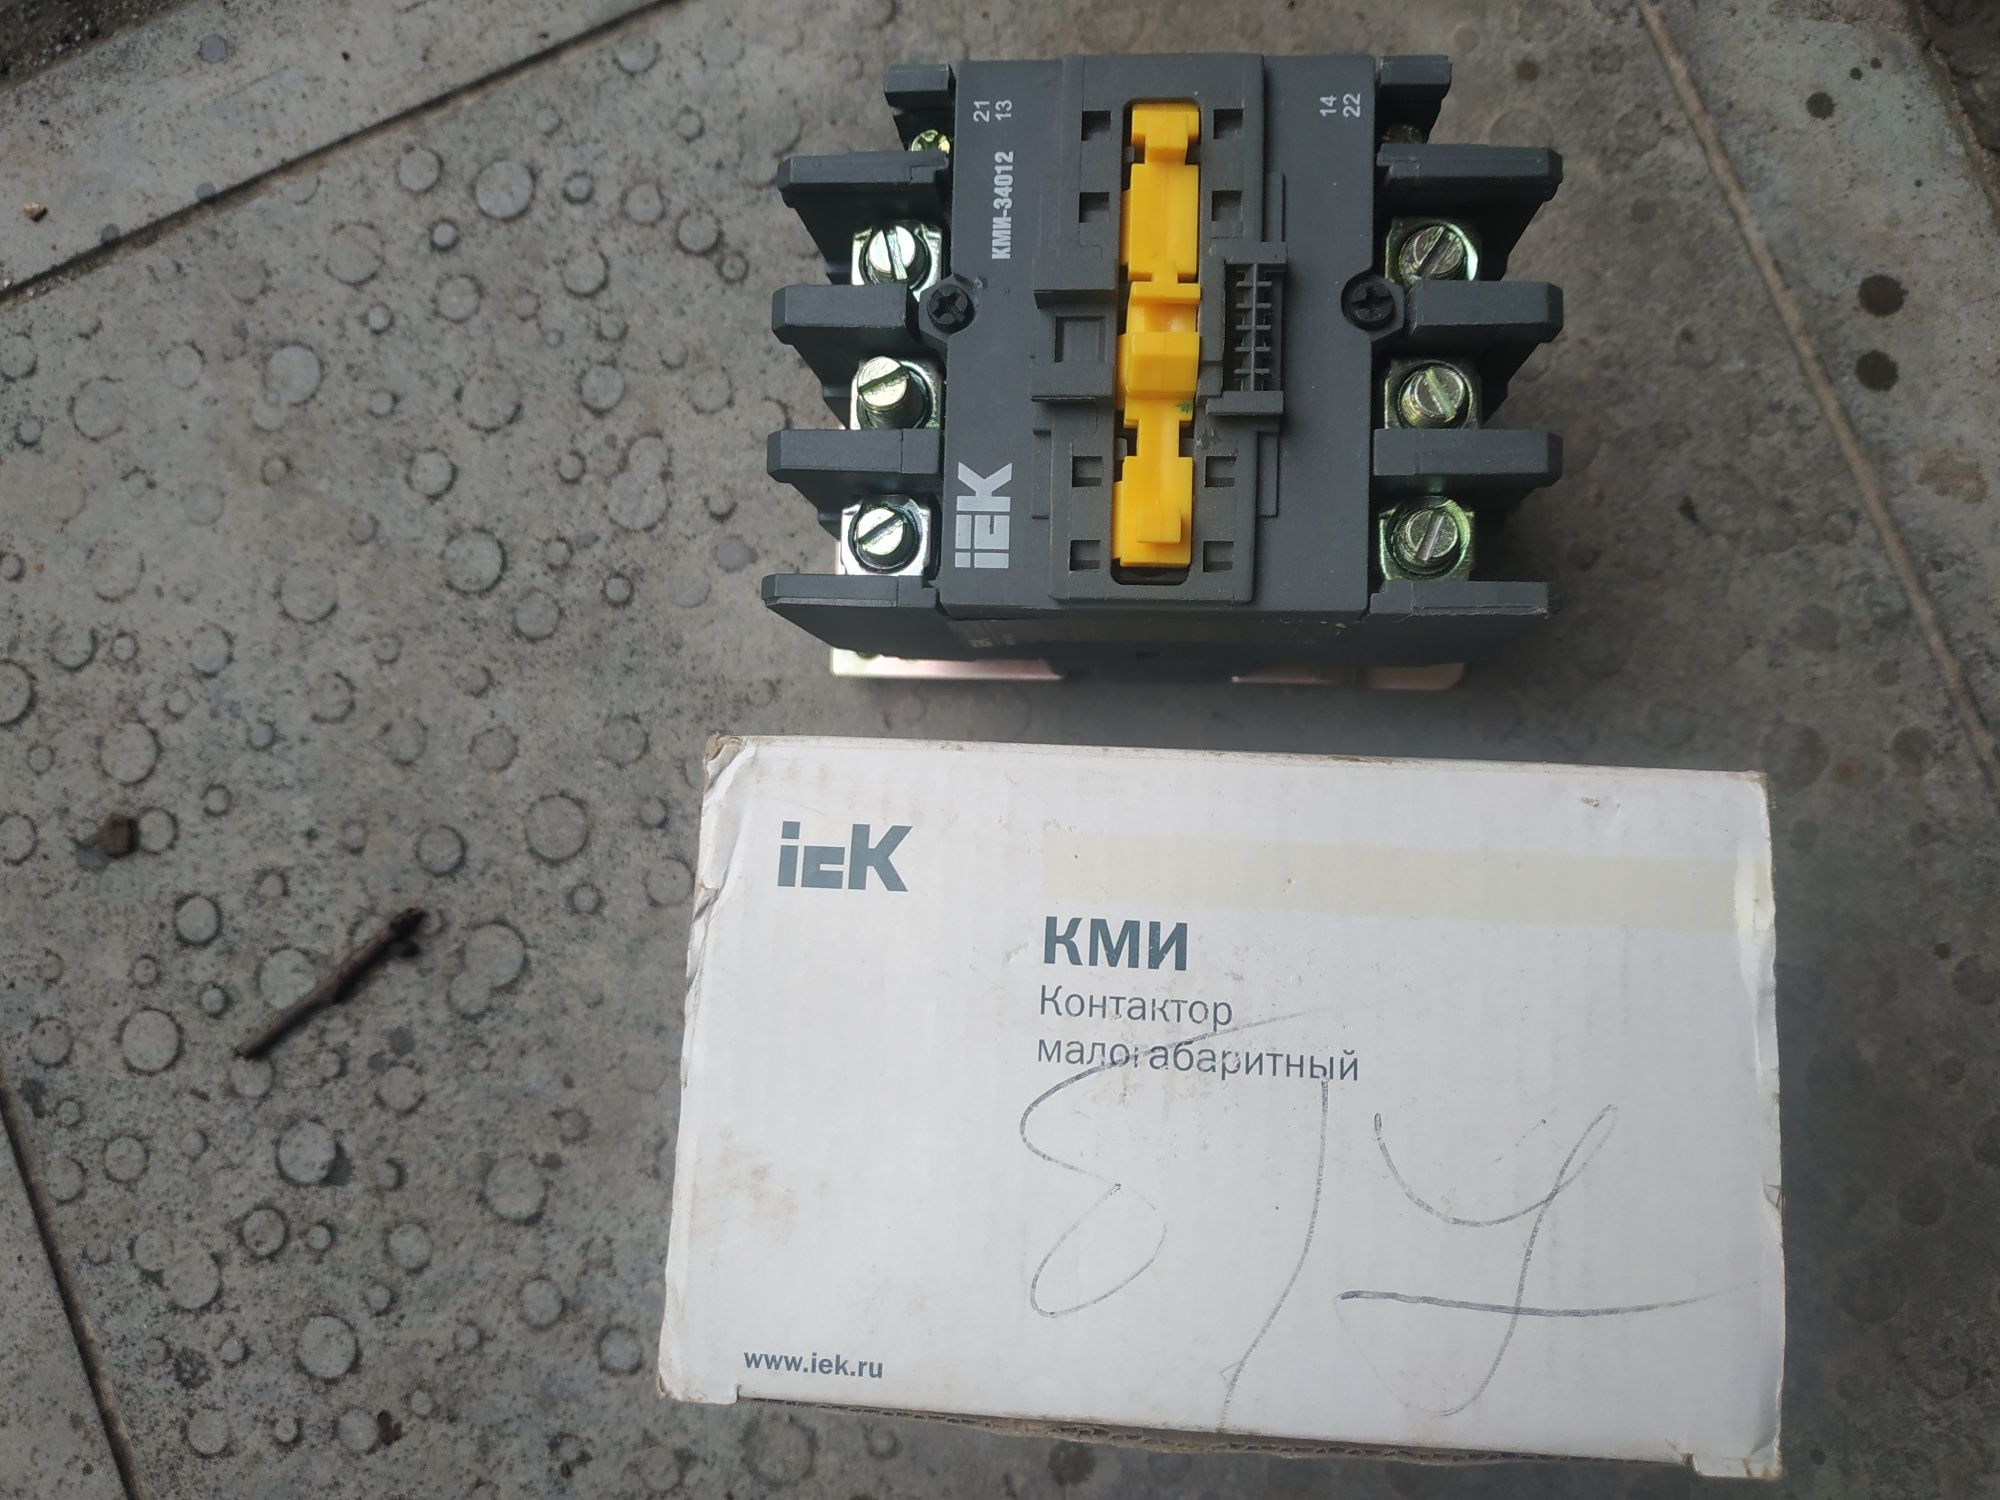 21
13
14
22
КМИ-34012
iEK
iEK
КМИ
Контактор
малогабаритный
www.iek.ru